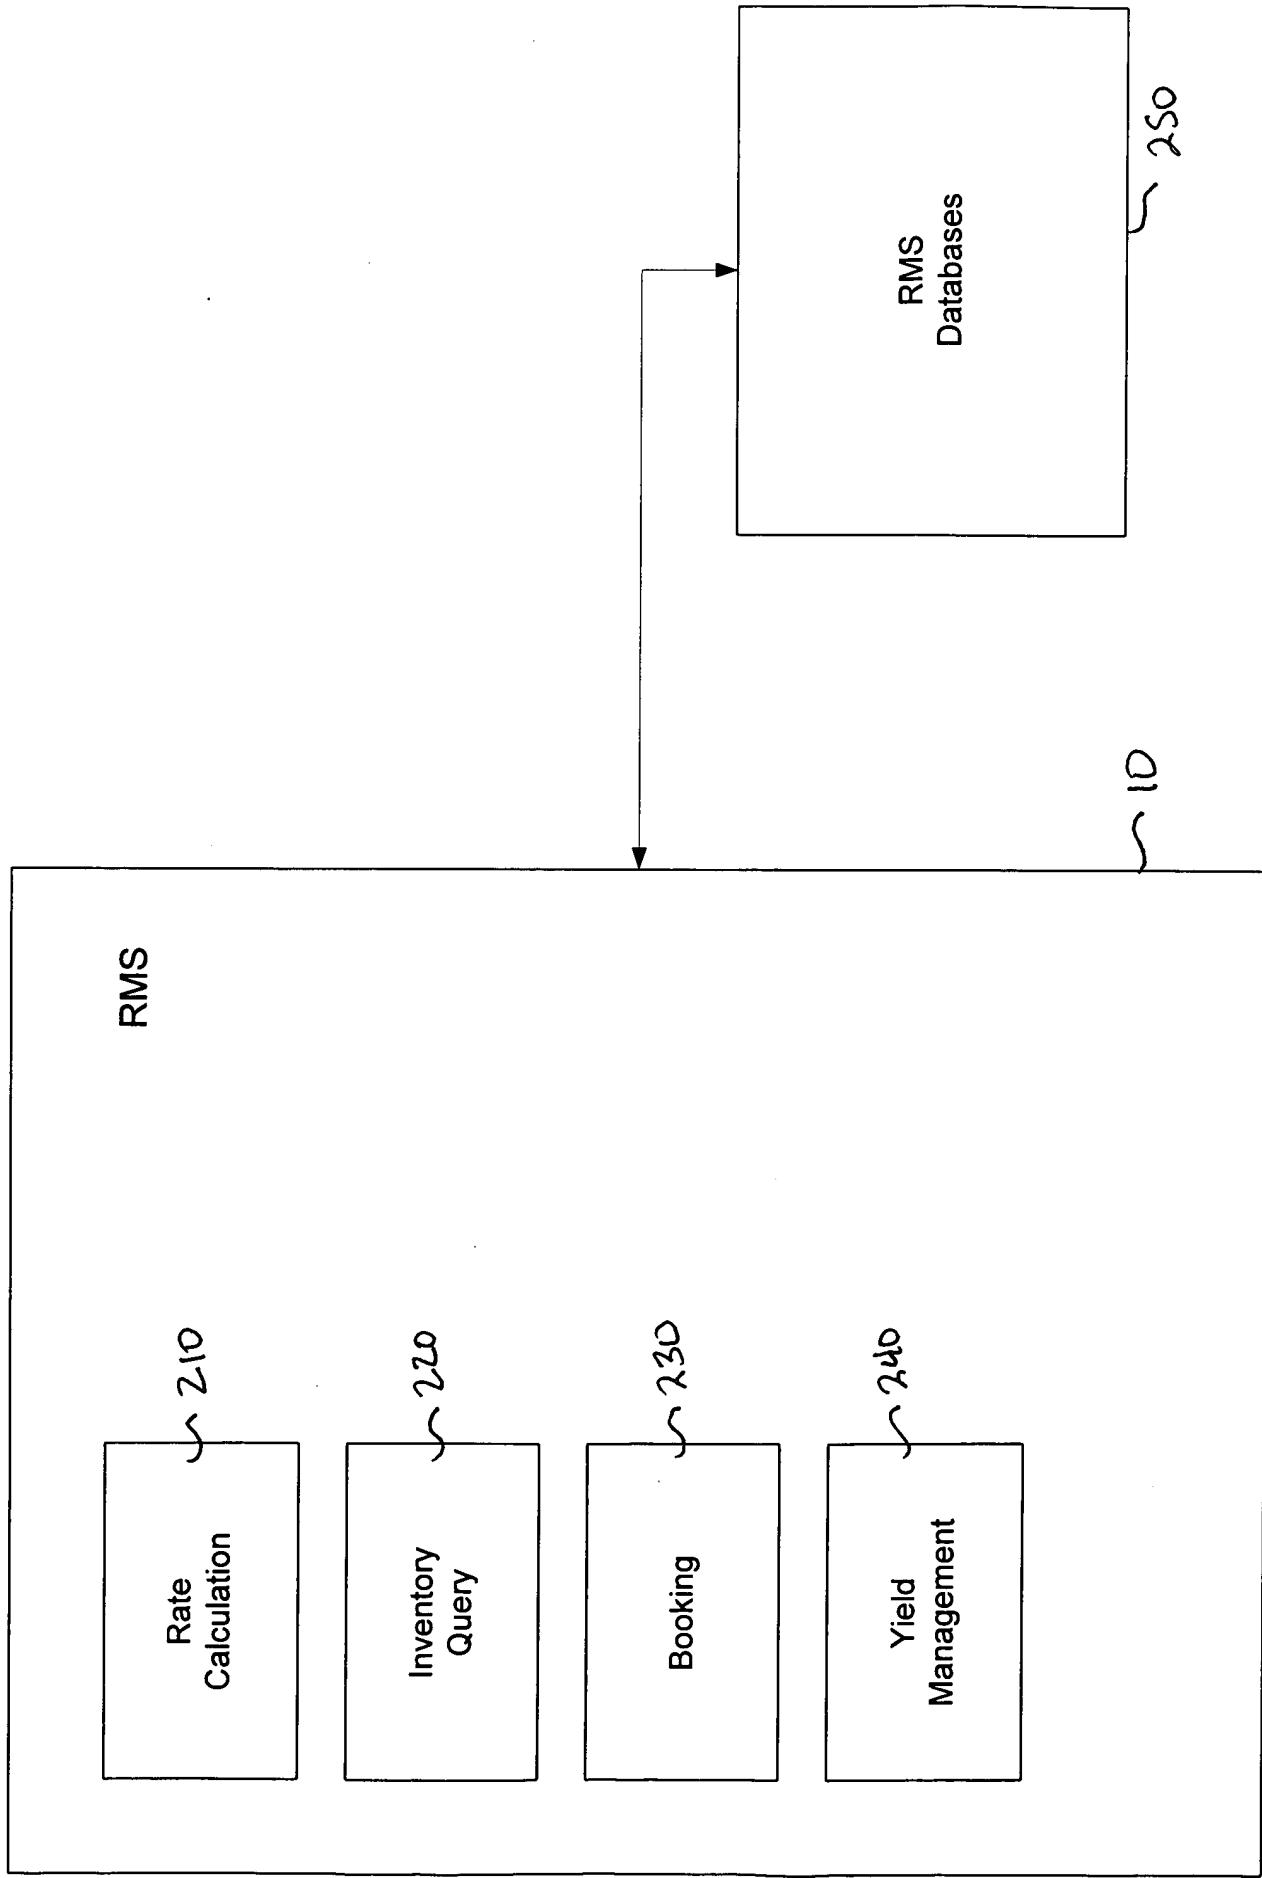 RMS
Rate
Calculation
210
Inventory
Query
220
Booking
230
Yield
Management
240
10
RMS
Databases
250